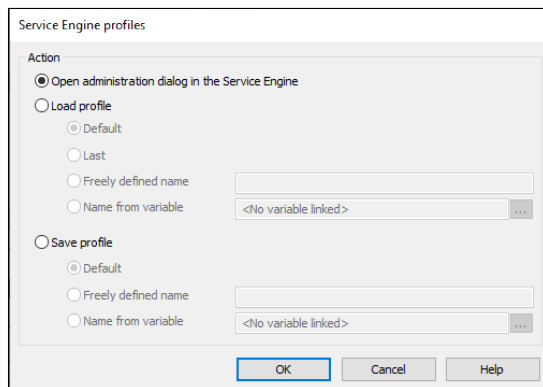 Service Engine profiles
Action
Open administration dialog in the Service Engine
Load profile
Default
Last
Freely defined name
Name from variable
<No variable linked>
...
Save profile
Default
Freely defined name
Name from variable
<No variable linked>
...
OK
Cancel
Help